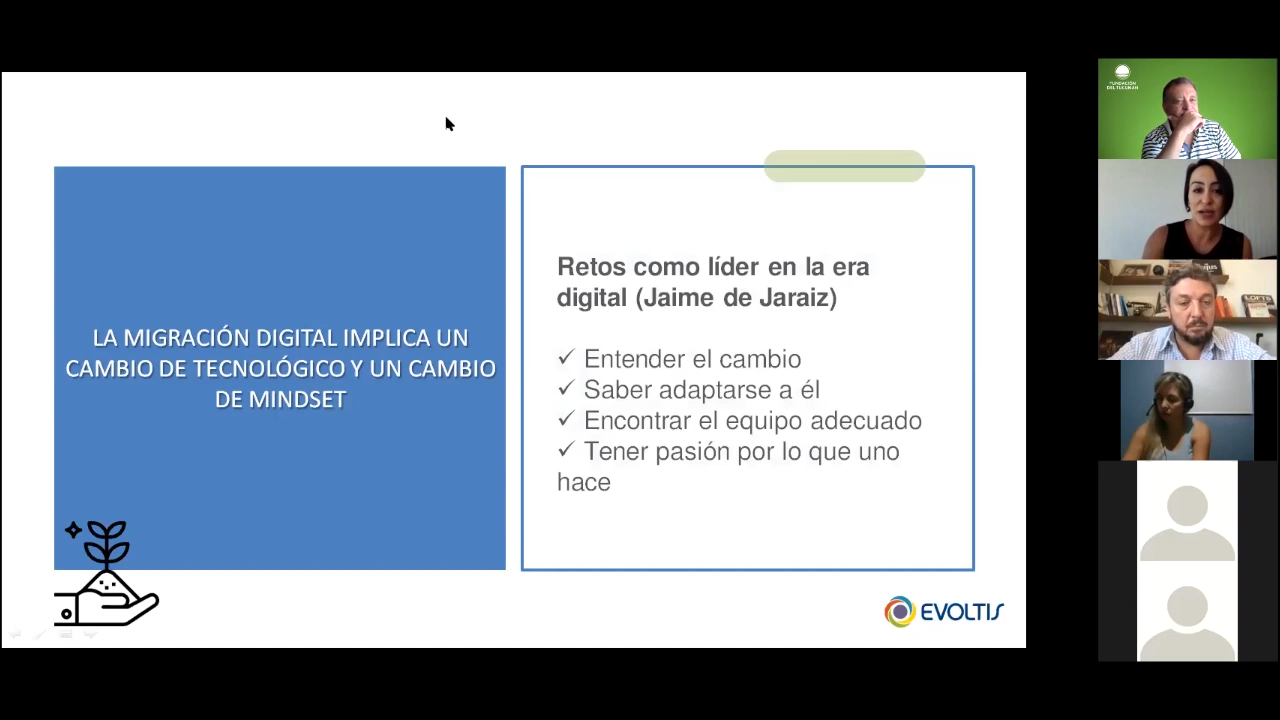 LA MIGRACIÓN DIGITAL IMPLICA UN
CAMBIO DE TECNOLÓGICO Y UN CAMBIO
DE MINDSET
Retos como líder en la era
digital (Jaime de Jaraiz)
✓ Entender el cambio
✓ Saber adaptarse a él
✓ Encontrar el equipo adecuado
✓ Tener pasión por lo que uno
hace
EVOLTIS
FUNDACIÓN
DEL TUCUMÁN
LOFTS